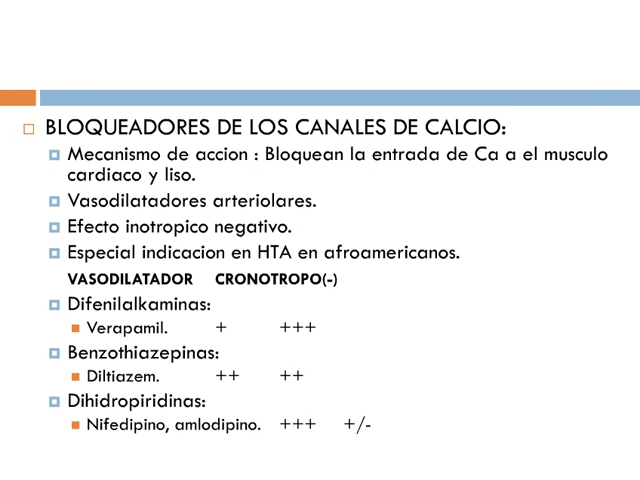 BLOQUEADORES DE LOS CANALES DE CALCIO:
Mecanismo de accion : Bloquean la entrada de Ca a el musculo
cardiaco y liso.
Vasodilatadores arteriolares.
Efecto inotropico negativo.
Especial indicacion en HTA en afroamericanos.
VASODILATADOR CRONOTROPO(-)
Difenilalkaminas:
Verapamil. + +++
Benzothiazepinas:
Diltiazem. ++ ++
Dihidropiridinas:
Nifedipino, amlodipino. +++ +/-